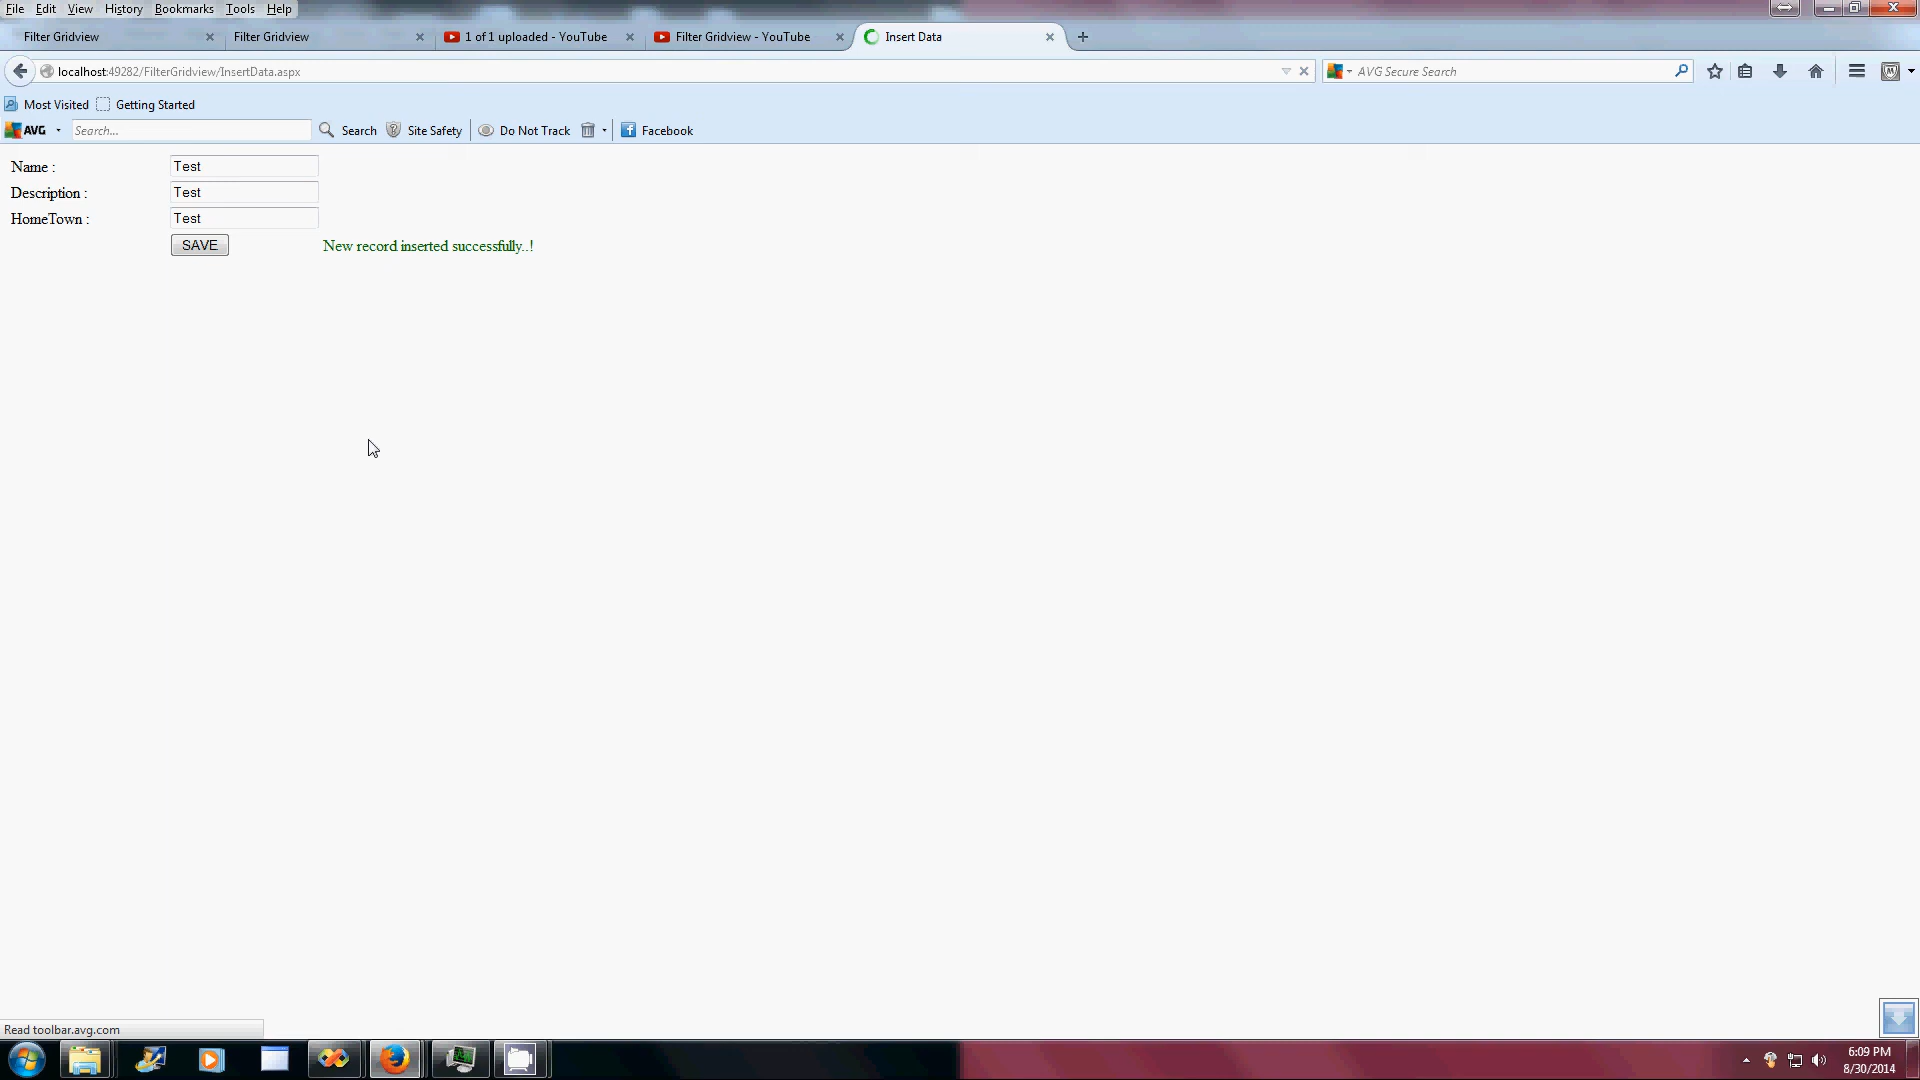 File Edit View History Bookmarks Tools Help
Filter Gridview Filter Gridview 1 of 1 uploaded - YouTube Filter Gridview - YouTube Insert Data
localhost:49282/FilterGridview/InsertData.aspx AVG Secure Search
Most Visited Getting Started
AVG Search... Search Site Safety Do Not Track Facebook
Name : Test
Description : Test
HomeTown : Test
SAVE New record inserted successfully..!
Read toolbar.avg.com
6:09 PM
8/30/2014